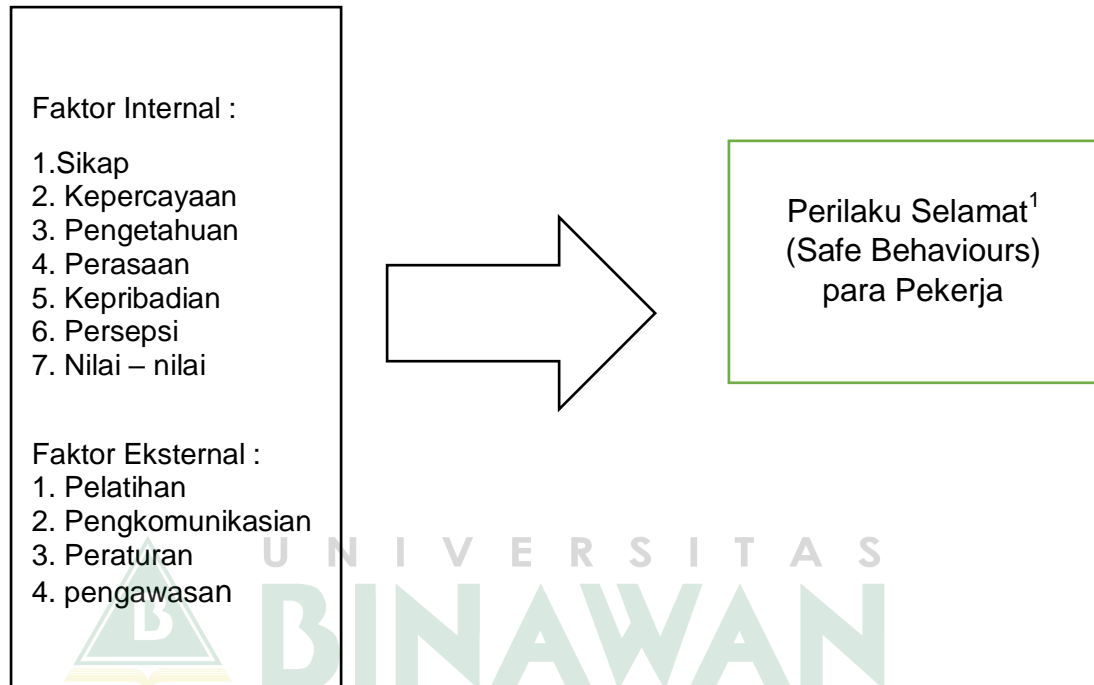 Faktor Internal :
1.Sikap
2. Kepercayaan
3. Pengetahuan
4. Perasaan
5. Kepribadian
6. Persepsi
7. Nilai – nilai
Faktor Eksternal :
1. Pelatihan
2. Pengkomunikasian
3. Peraturan
4. pengawasan
Perilaku Selamat¹
(Safe Behaviours)
para Pekerja
UNIVERSITAS
B BINAWAN